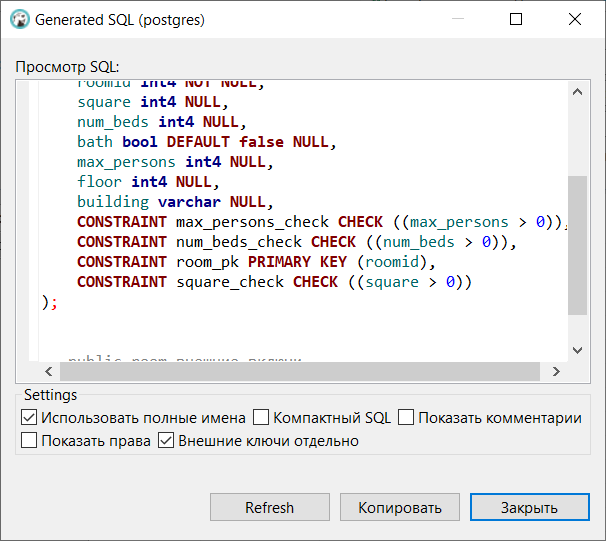 Generated SQL (postgres)
Просмотр SQL:
roomid int4 NOT NULL,
square int4 NULL,
num_beds int4 NULL,
bath bool DEFAULT false NULL,
max_persons int4 NULL,
floor int4 NULL,
building varchar NULL,
CONSTRAINT max_persons_check CHECK ((max_persons > 0)),
CONSTRAINT num_beds_check CHECK ((num_beds > 0)),
CONSTRAINT room_pk PRIMARY KEY (roomid),
CONSTRAINT square_check CHECK ((square > 0))
);
public.room внешние включи
Settings
Использовать полные имена Компактный SQL Показать комментарии
Показать права Внешние ключи отдельно
Refresh Копировать Закрыть